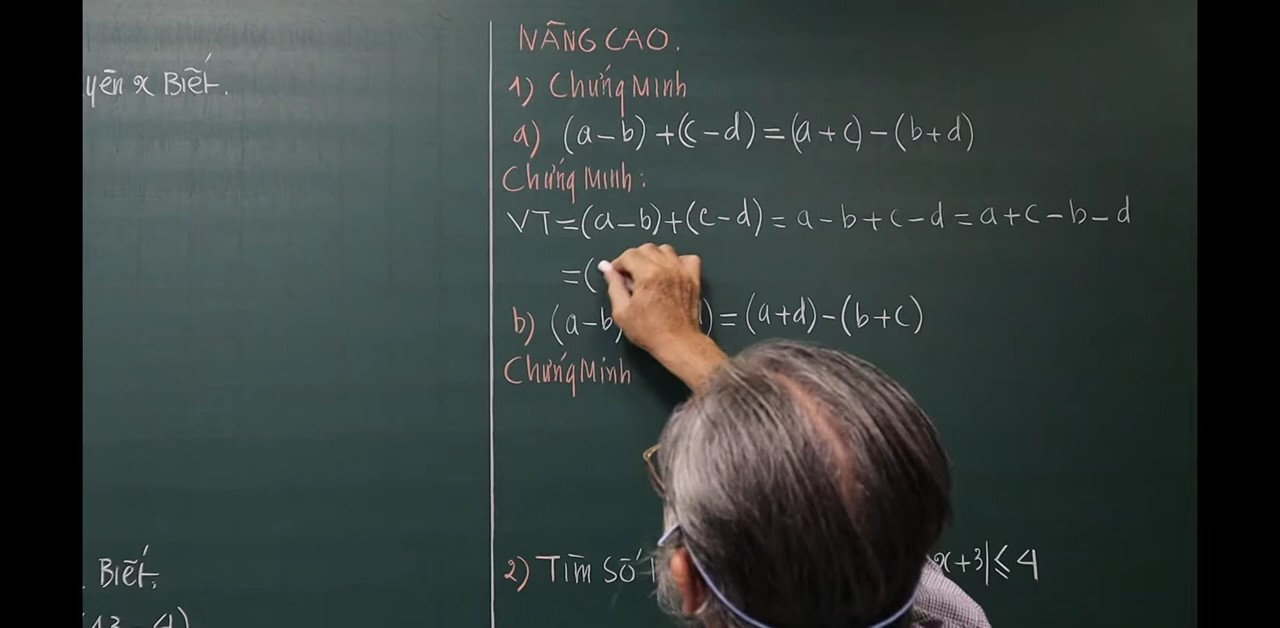 yên x Biết.
Biết.
NÂNG CAO.
1) Chứng Minh
a) (a-b)+(c-d)=(a+c)-(b+d)
Chứng Minh:
VT=(a-b)+(c-d)=a-b+c-d=a+c-b-d
=(
b) (a-b) )=(a+d)-(b+c)
Chứng Minh
2) Tìm Số x+3|≤4